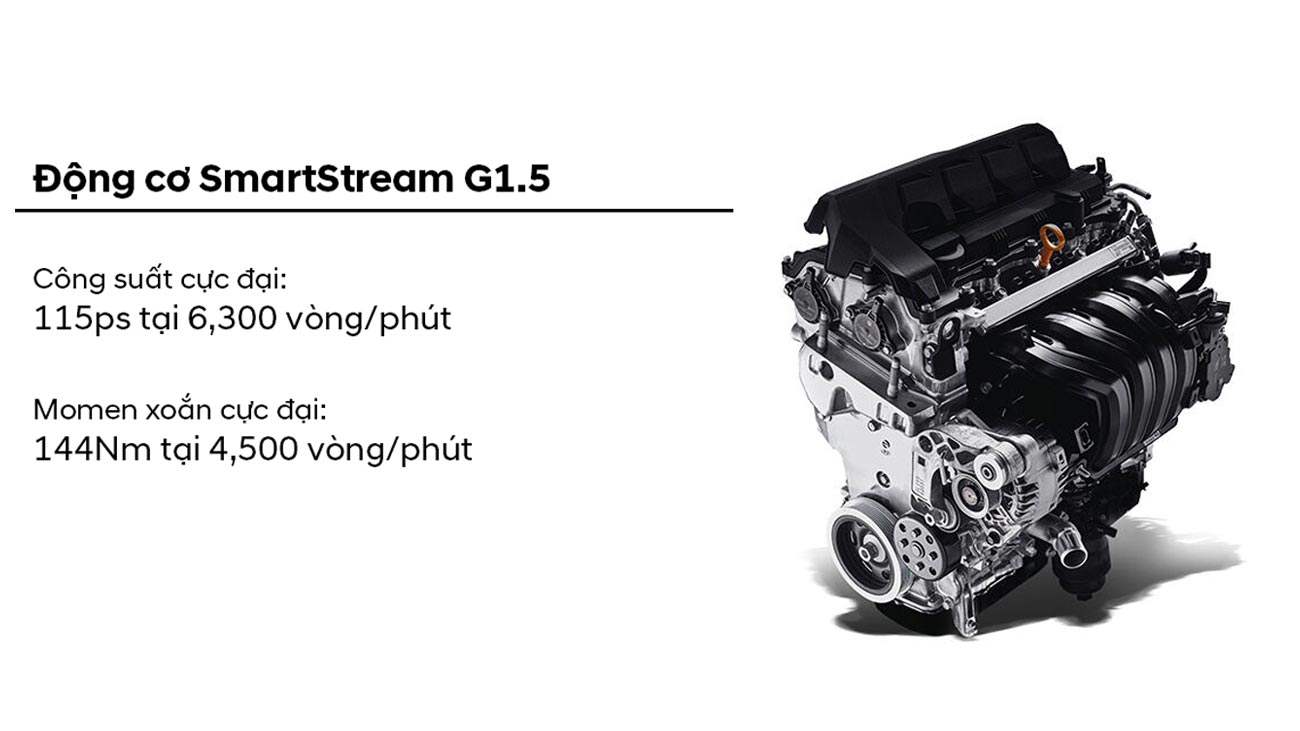 Động cơ SmartStream G1.5
Công suất cực đại:
115ps tại 6,300 vòng/phút
Momen xoắn cực đại:
144Nm tại 4,500 vòng/phút